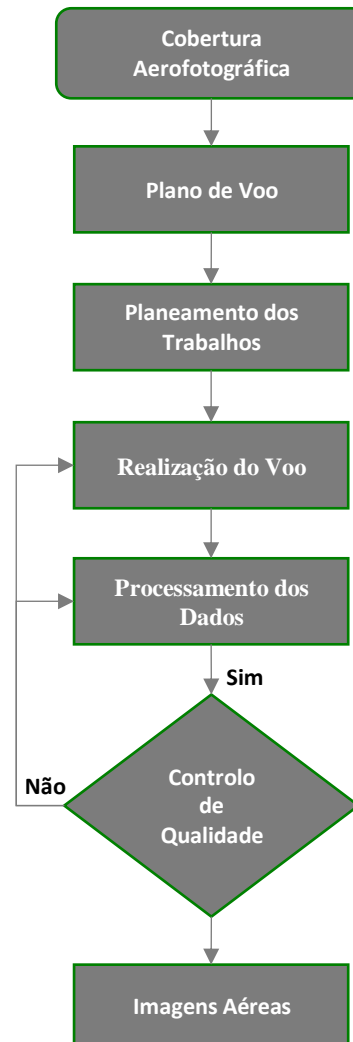 Cobertura
Aerofotográfica
Plano de Voo
Planeamento dos
Trabalhos
Realização do Voo
Processamento dos
Dados
Sim
Não
Controlo
de
Qualidade
Imagens Aéreas